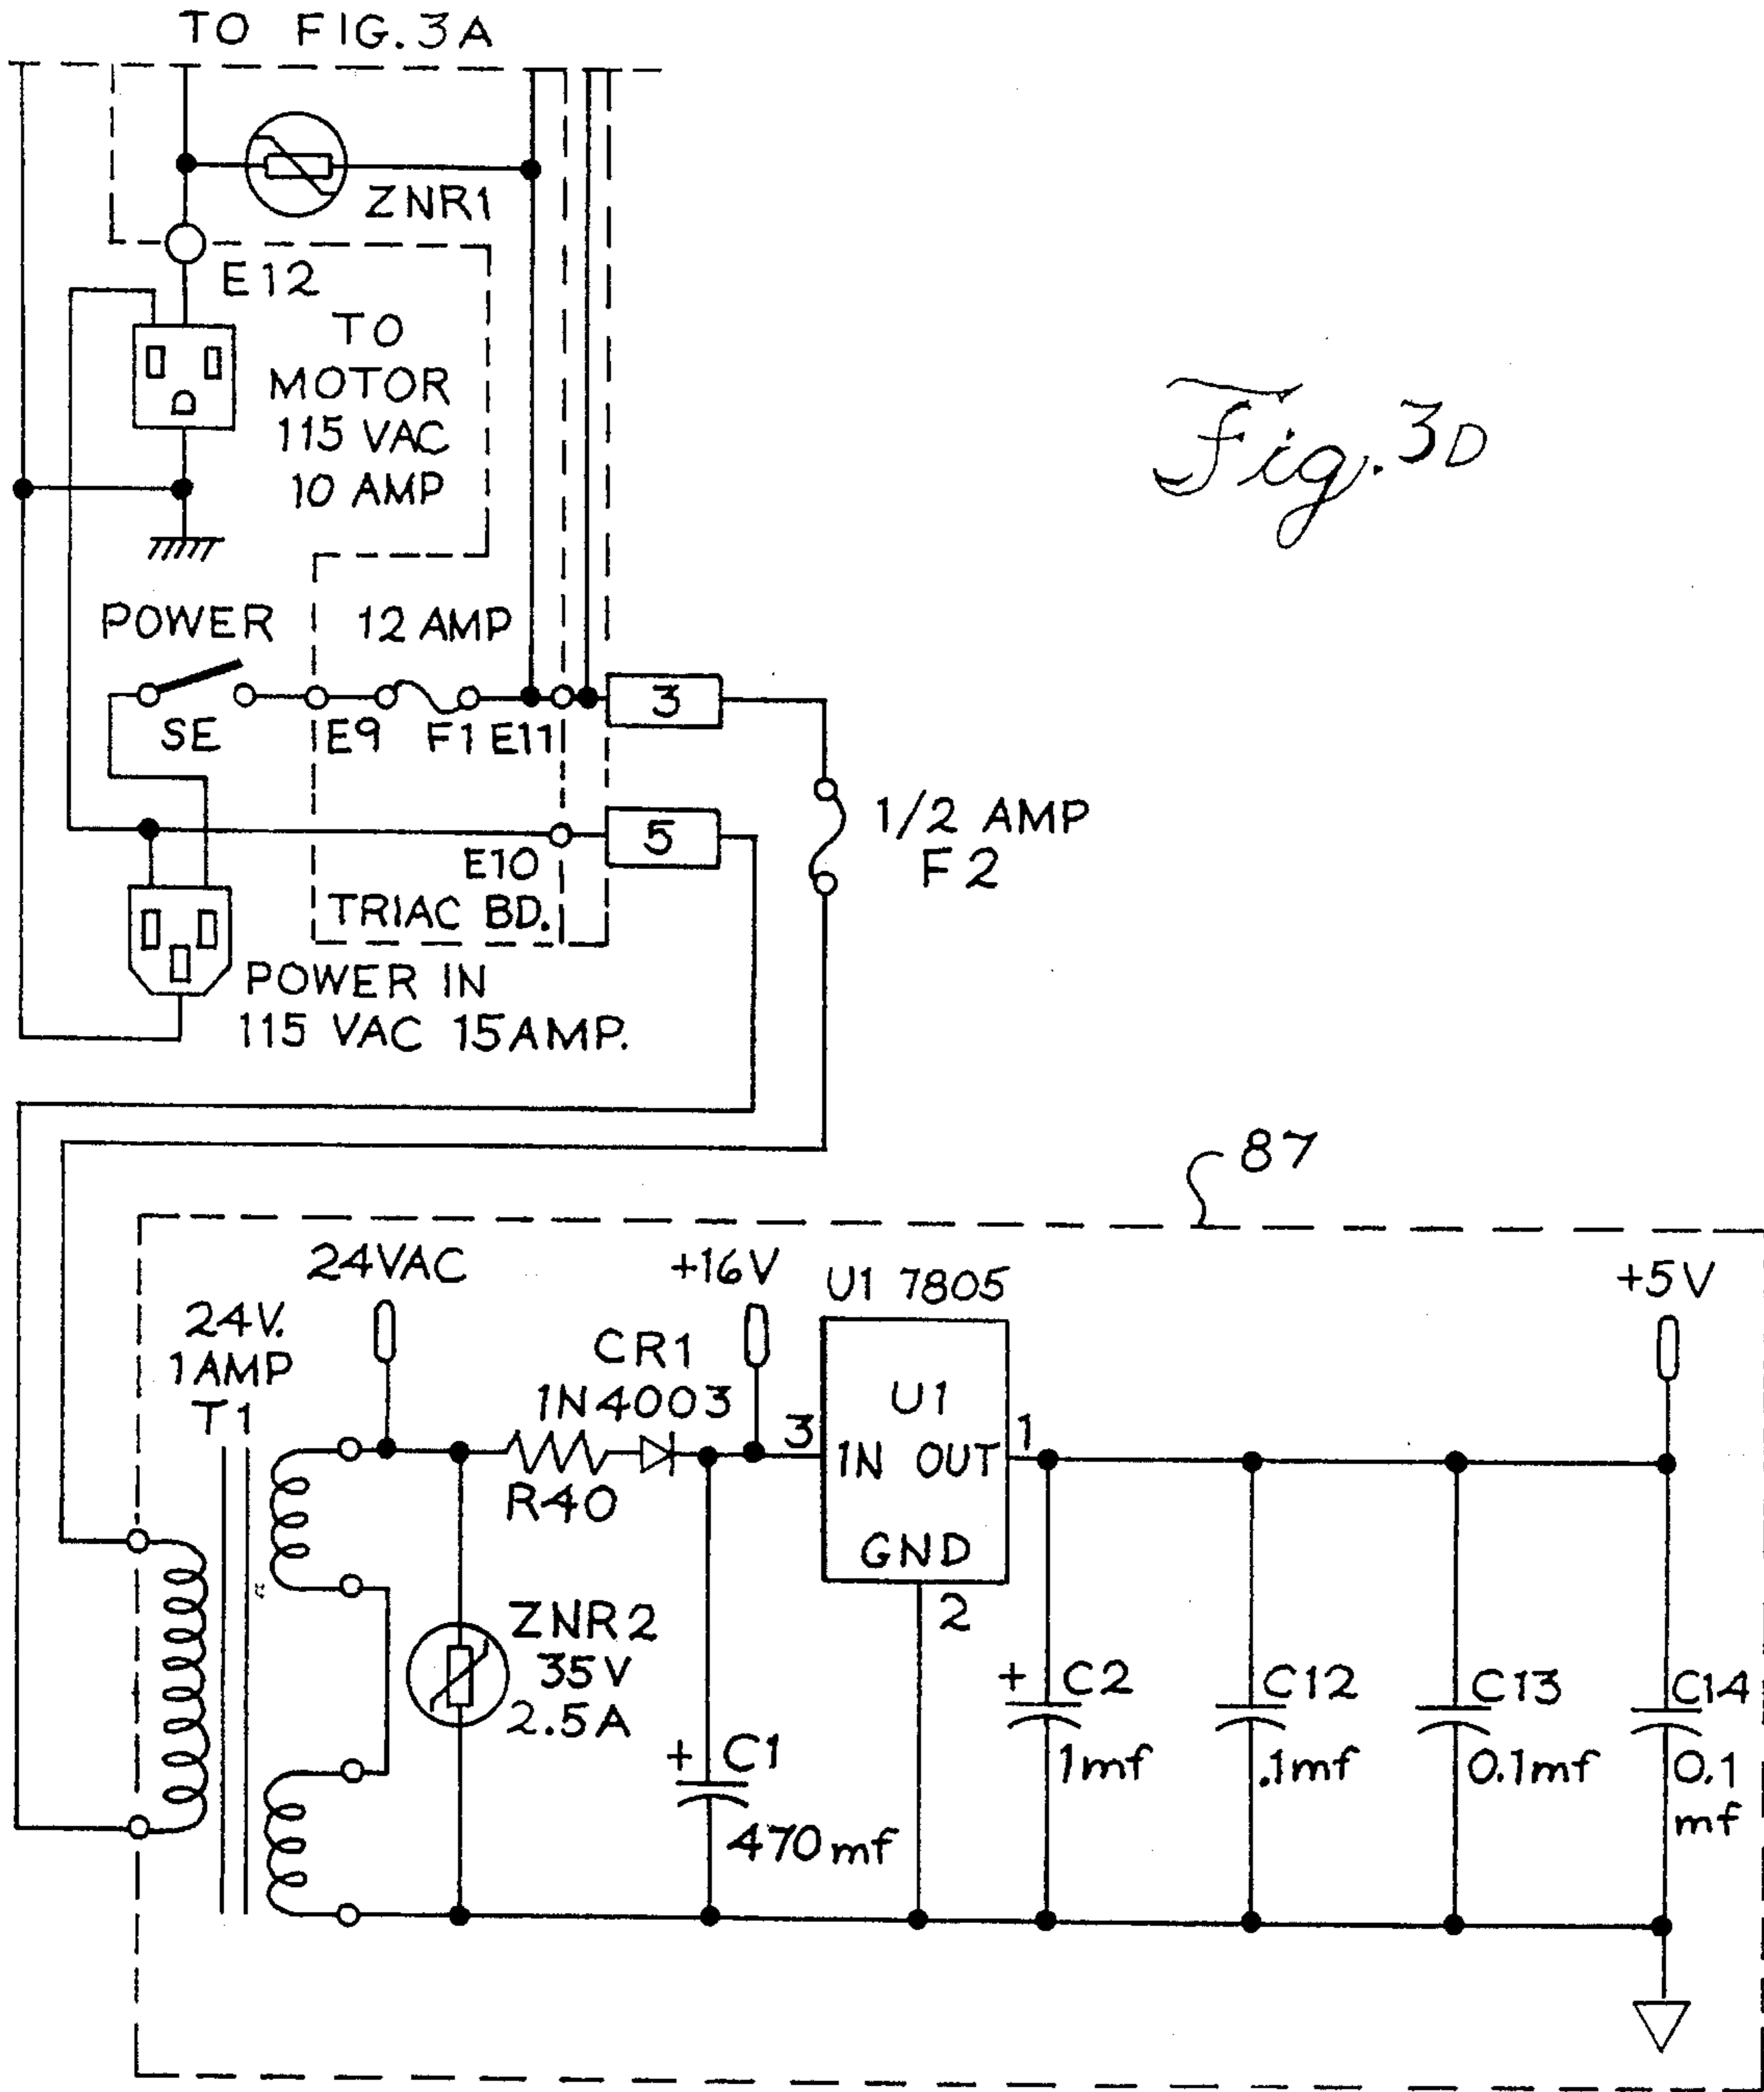 TO FIG. 3A
ZNR1
E12
TO
MOTOR
115 VAC
10 AMP
Fig. 3D
POWER
12 AMP
SE
E9
F1
E11
3
1/2 AMP
F2
5
E10
TRIAC BD.
POWER IN
115 VAC 15AMP.
87
24VAC
+16V
U1 7805
+5V
24V.
1AMP
T1
CR1
1N4003
R40
3
U1
IN OUT
GND
1
2
ZNR2
35V
2.5A
+ C1
470mf
+ C2
1mf
C12
.1mf
C13
0.1mf
C14
0.1
mf